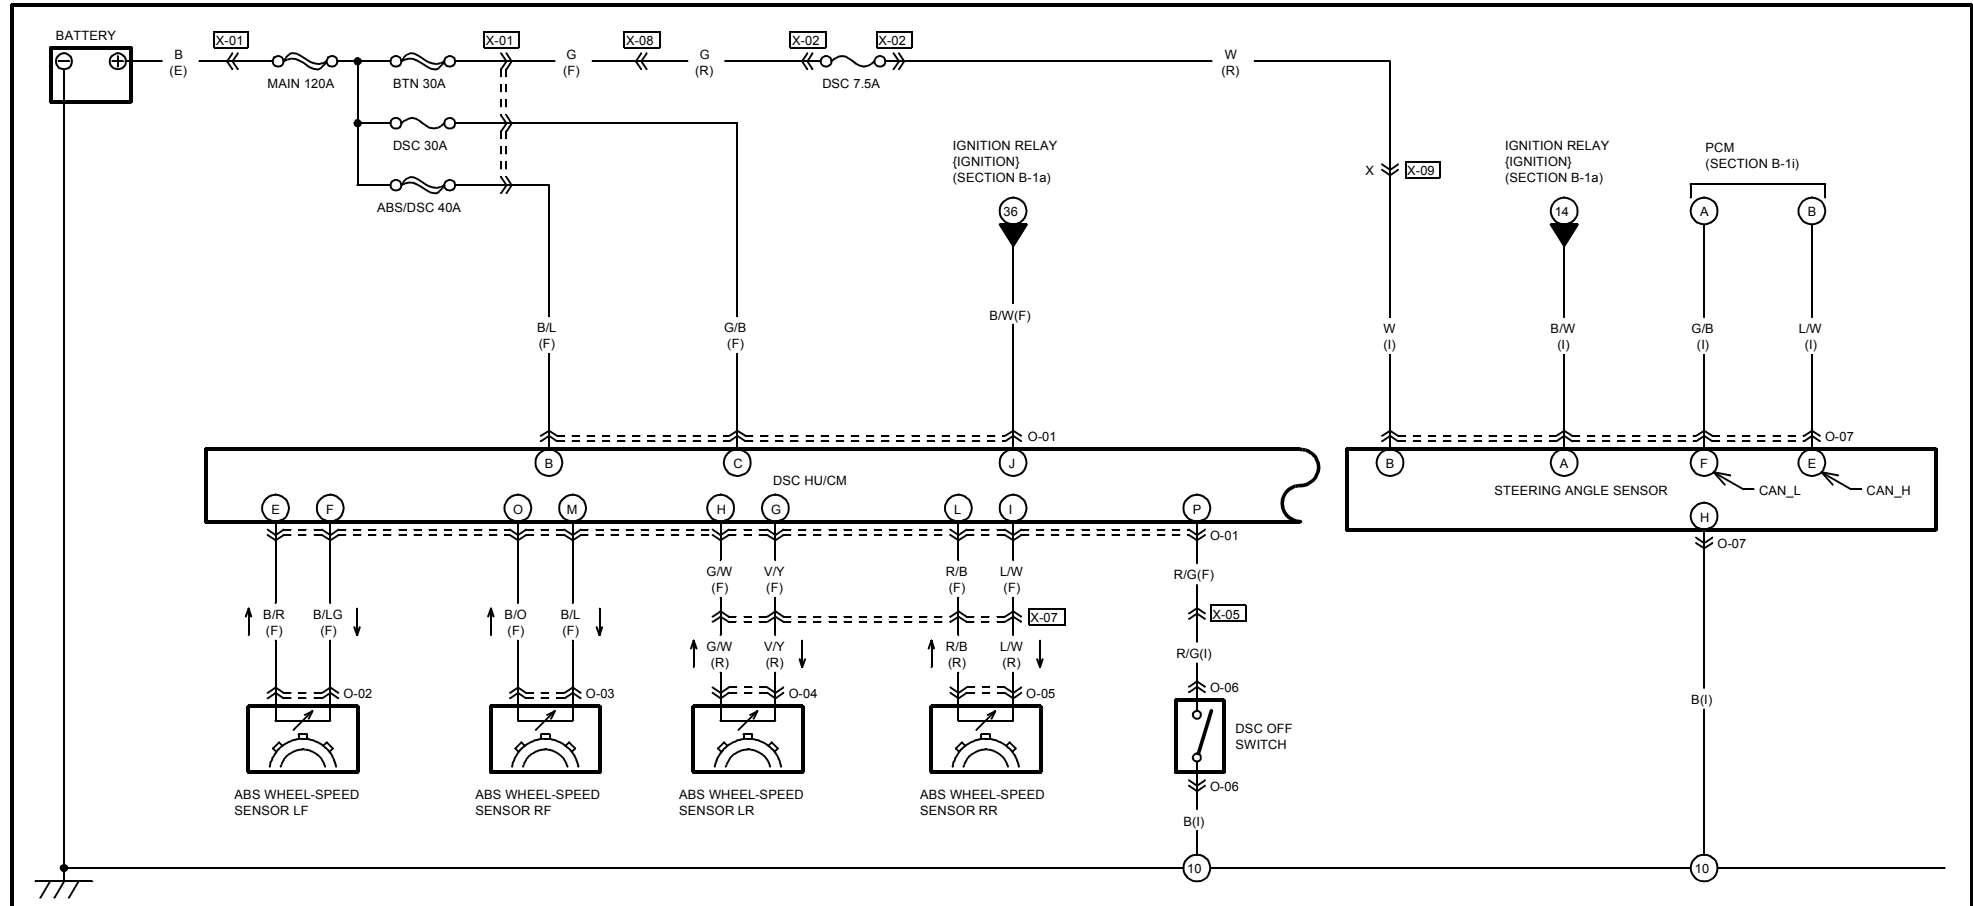 BATTERY
X-01
X-01
X-08
X-02
X-02
B
(E)
G
(F)
G
(R)
W
(R)
MAIN 120A
BTN 30A
DSC 7.5A
DSC 30A
ABS/DSC 40A
IGNITION RELAY
{IGNITION}
(SECTION B-1a)
36
X
X-09
IGNITION RELAY
{IGNITION}
(SECTION B-1a)
14
PCM
(SECTION B-1i)
A
B
B/L
(F)
G/B
(F)
B/W(F)
W
(I)
B/W
(I)
G/B
(I)
L/W
(I)
O-01
O-07
B
C
J
B
A
F
E
DSC HU/CM
STEERING ANGLE SENSOR
CAN_L
CAN_H
E
F
O
M
H
G
L
I
P
H
O-01
O-07
G/W
(F)
V/Y
(F)
R/B
(F)
L/W
(F)
R/G(F)
B/R
(F)
B/LG
(F)
B/O
(F)
B/L
(F)
X-07
X-05
G/W
(R)
V/Y
(R)
R/B
(R)
L/W
(R)
R/G(I)
O-02
O-03
O-04
O-05
O-06
B(I)
DSC OFF
SWITCH
O-06
ABS WHEEL-SPEED
SENSOR LF
ABS WHEEL-SPEED
SENSOR RF
ABS WHEEL-SPEED
SENSOR LR
ABS WHEEL-SPEED
SENSOR RR
B(I)
10
10